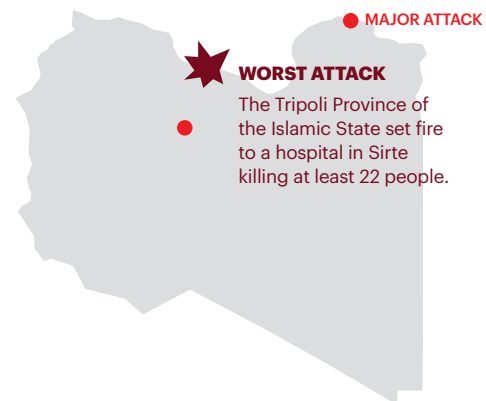 MAJOR ATTACK
WORST ATTACK
The Tripoli Province of
the Islamic State set fire
to a hospital in Sirte
killing at least 22 people.